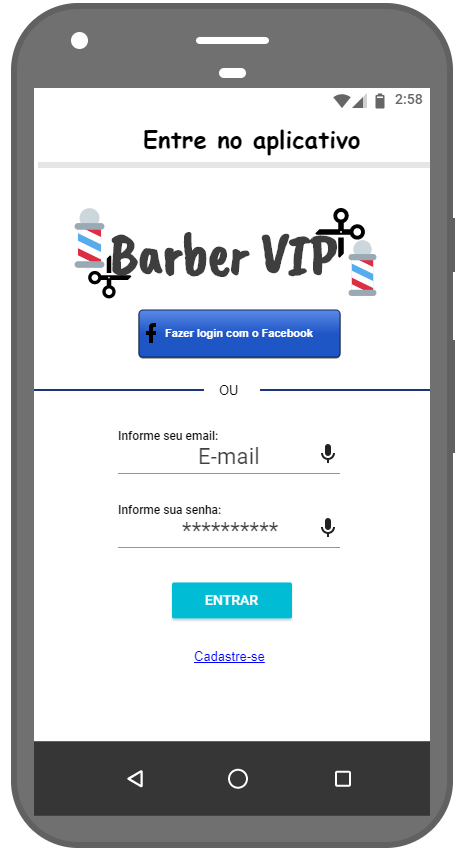 2:58
Entre no aplicativo
Barber VIP
Fazer login com o Facebook
OU
Informe seu email:
E-mail
Informe sua senha:
**********
ENTRAR
Cadastre-se